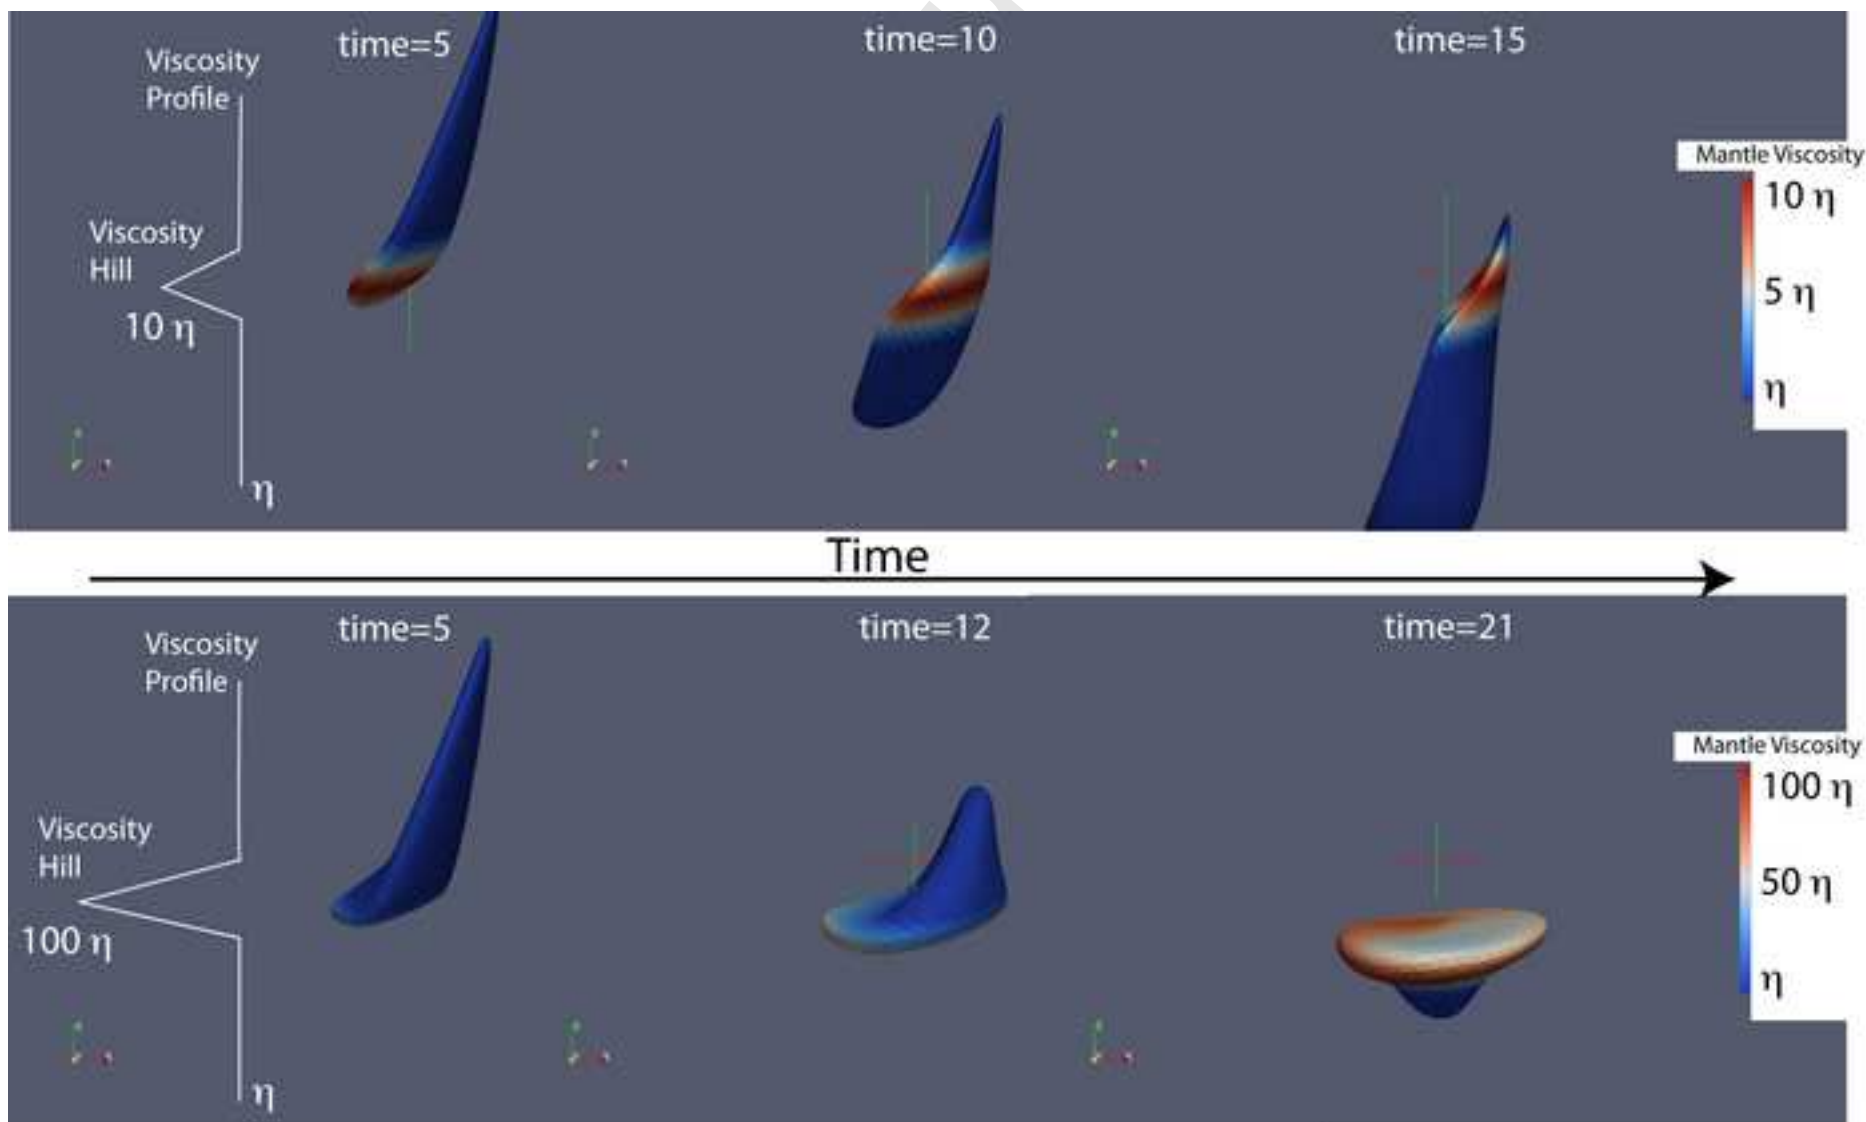 time=5
time=10
time=15
Viscosity
Profile
Mantle Viscosity
10 η
Viscosity
Hill
5 η
10 η
η
η
Time
time=5
time=12
time=21
Viscosity
Profile
Mantle Viscosity
100 η
Viscosity
Hill
50 η
100 η
η
η